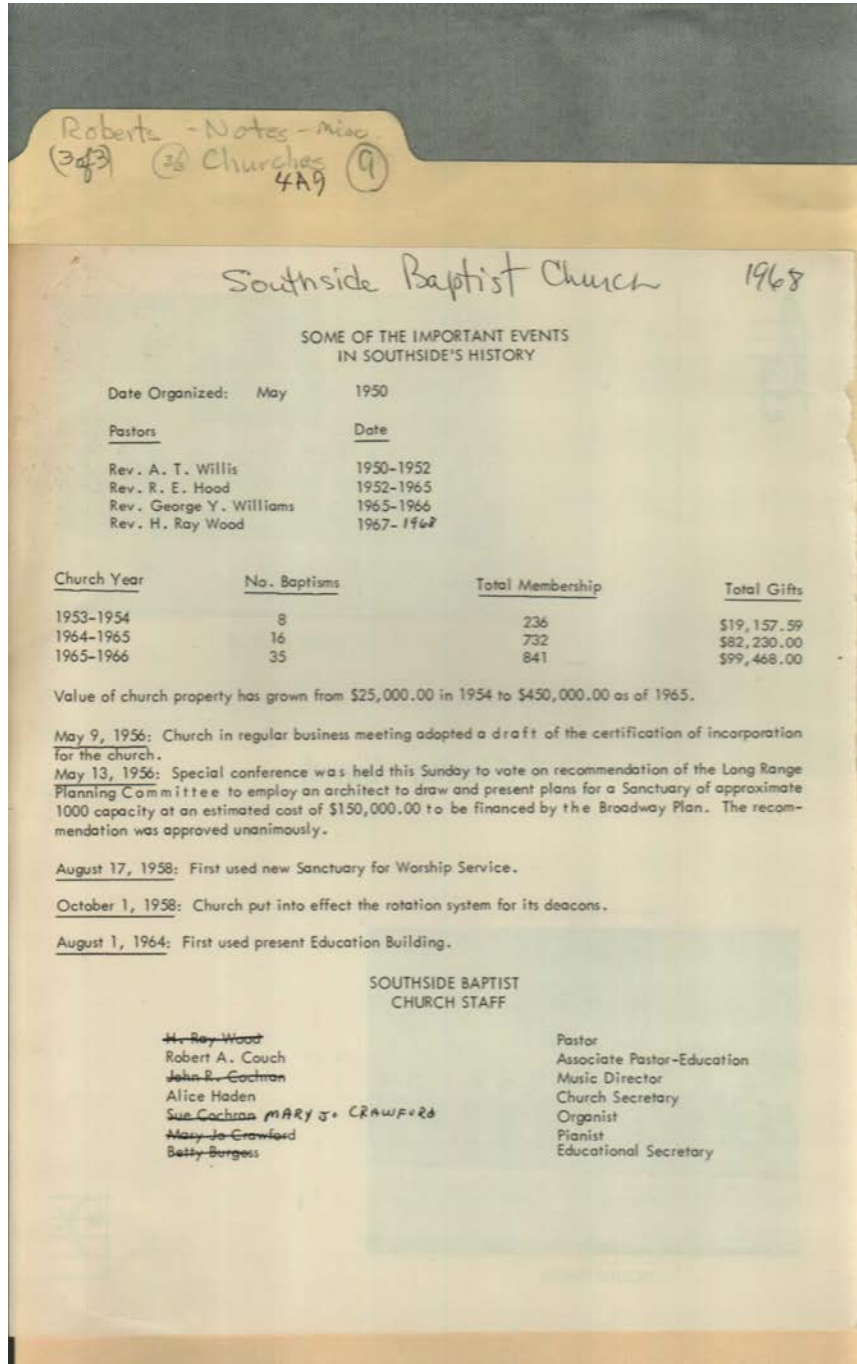 Roberts - Notes - misc.
(3 of 3) Churches 9
4A9
Southside Baptist Church 1968
SOME OF THE IMPORTANT EVENTS
IN SOUTHSIDE'S HISTORY
Date Organized: May 1950
Pastors Date
Rev. A. T. Willis 1950-1952
Rev. R. E. Hood 1952-1965
Rev. George Y. Williams 1965-1966
Rev. H. Ray Wood 1967-1968
Church Year No. Baptisms Total Membership Total Gifts
1953-1954 8 236 $19,157.59
1964-1965 16 732 $82,230.00
1965-1966 35 841 $99,468.00
Value of church property has grown from $25,000.00 in 1954 to $450,000.00 as of 1965.
May 9, 1956: Church in regular business meeting adopted a draft of the certification of incorporation
for the church.
May 13, 1956: Special conference was held this Sunday to vote on recommendation of the Long Range
Planning Committee to employ an architect to draw and present plans for a Sanctuary of approximate
1000 capacity at an estimated cost of $150,000.00 to be financed by the Broadway Plan. The recom-
mendation was approved unanimously.
August 17, 1958: First used new Sanctuary for Worship Service.
October 1, 1958: Church put into effect the rotation system for its deacons.
August 1, 1964: First used present Education Building.
SOUTHSIDE BAPTIST
CHURCH STAFF
H. Ray Wood Pastor
Robert A. Couch Associate Pastor-Education
John R. Cochran Music Director
Alice Haden Church Secretary
Sue Cochran MARY JO CRAWFORD Organist
Mary Jo Crawford Pianist
Betty Burgess Educational Secretary